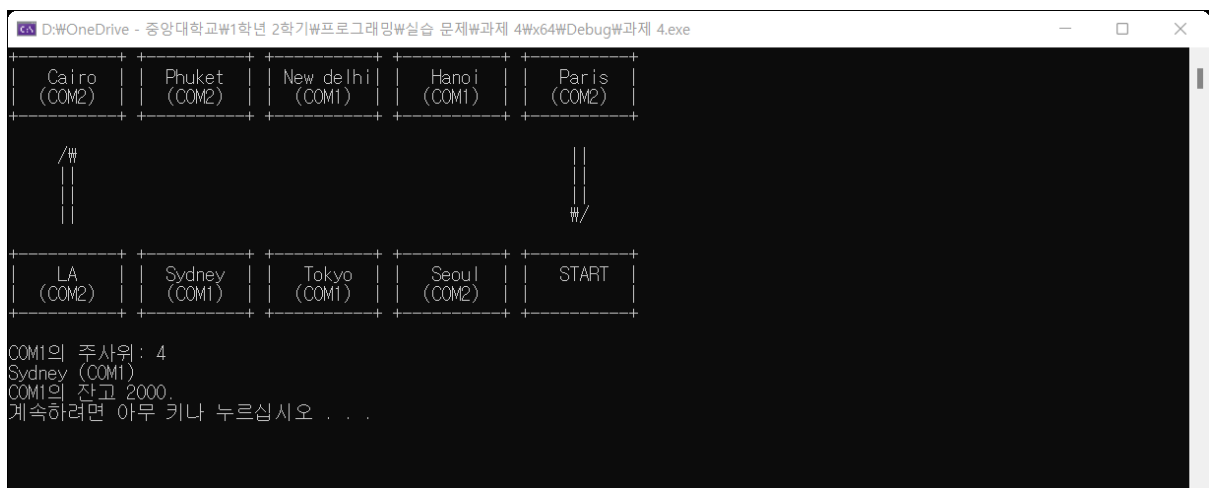 D:₩OneDrive - 중앙대학교₩1학년 2학기₩프로그래밍₩실습 문제₩과제 4₩x64₩Debug₩과제 4.exe
Cairo Phuket New delhi Hanoi Paris
(COM2) (COM2) (COM1) (COM1) (COM2)
/₩ ||
|| ||
|| ||
|| ₩/
LA Sydney Tokyo Seoul START
(COM2) (COM1) (COM1) (COM2)
COM1의 주사위: 4
Sydney (COM1)
COM1의 잔고 2000.
계속하려면 아무 키나 누르십시오 . . .